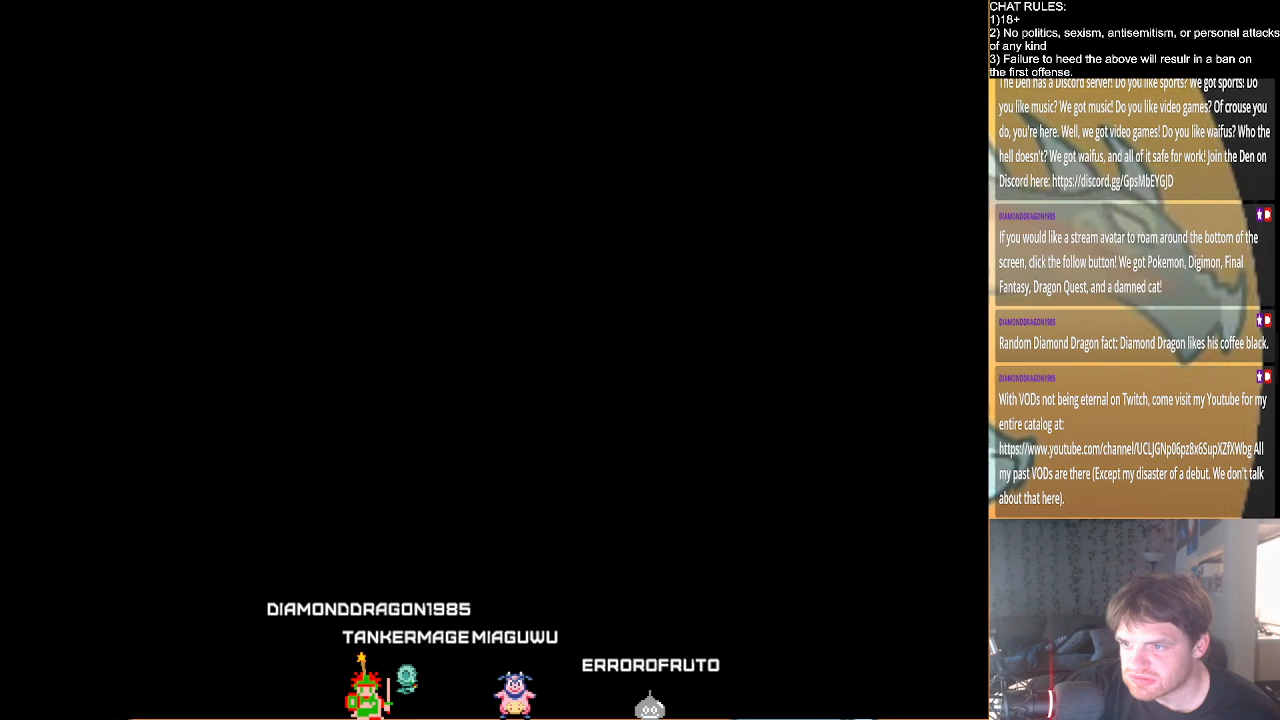 CHAT RULES:
1)18+
2) No politics, sexism, antisemitism, or personal attacks
of any kind
3) Failure to heed the above will resulr in a ban on
the first offense.
The Den has a Discord server! Do you like sports? We got sports! Do
you like music? We got music! Do you like video games? Of crouse you
do, you're here. Well, we got video games! Do you like waifus? Who the
hell doesn't? We got waifus, and all of it safe for work! Join the Den on
Discord here: https://discord.gg/GpsMbEYGJD
DIAMONDDRAGON1985
If you would like a stream avatar to roam around the bottom of the
screen, click the follow button! We got Pokemon, Digimon, Final
Fantasy, Dragon Quest, and a damned cat!
DIAMONDDRAGON1985
Random Diamond Dragon fact: Diamond Dragon likes his coffee black.
DIAMONDDRAGON1985
With VODs not being eternal on Twitch, come visit my Youtube for my
entire catalog at:
https://www.youtube.com/channel/UCLJGNp06pz8x6SupXZfXWbg All
my past VODs are there (Except my disaster of a debut. We don't talk
about that here).
DIAMONDDRAGON1985
TANKERMAGE MIAGUWU
ERROROFRUTO